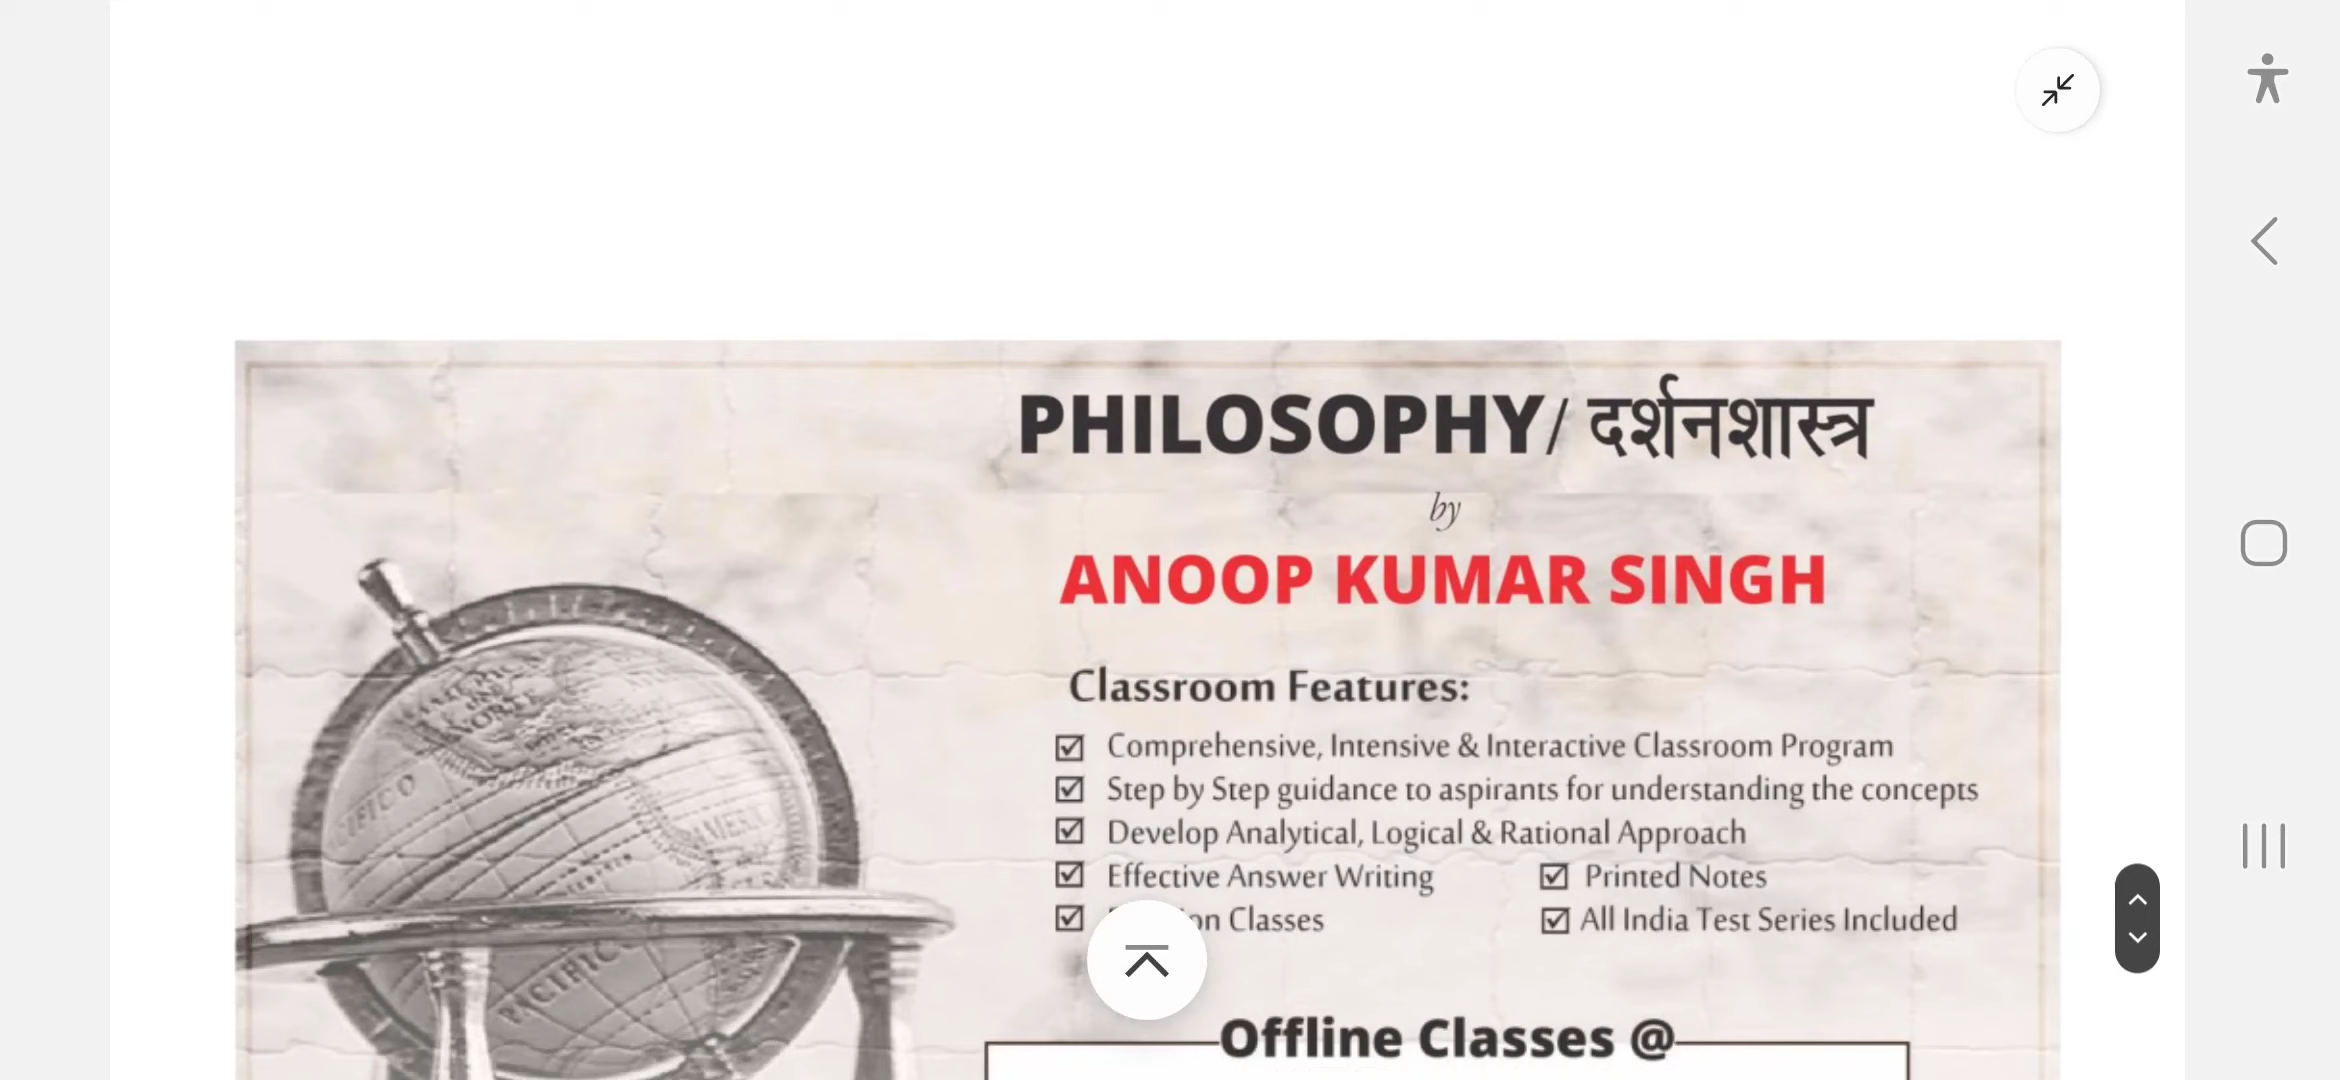 PHILOSOPHY/ दर्शनशास्त्र
by
ANOOP KUMAR SINGH
Classroom Features:
Comprehensive, Intensive & Interactive Classroom Program
Step by Step guidance to aspirants for understanding the concepts
Develop Analytical, Logical & Rational Approach
Effective Answer Writing
Printed Notes
Classes
All India Test Series Included
Offline Classes @
PACIFIC